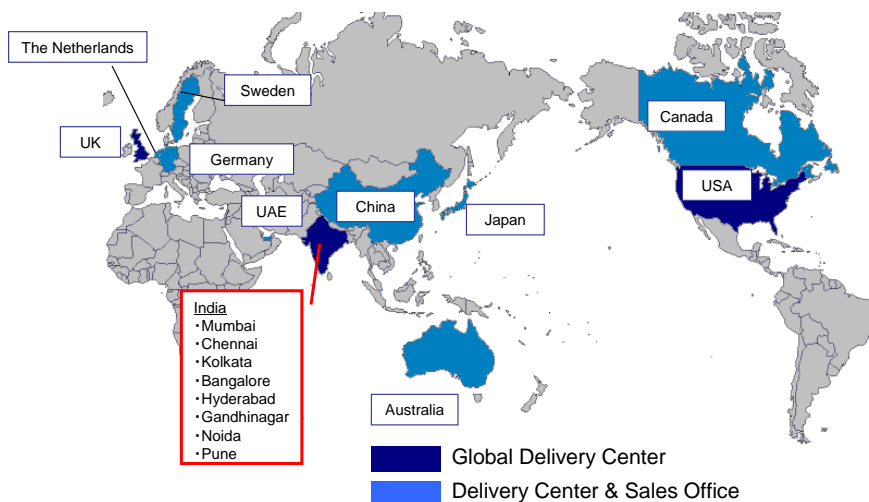 The Netherlands
Sweden
UK
Germany
Canada
UAE
China
Japan
USA
India
・Mumbai
・Chennai
・Kolkata
・Bangalore
・Hyderabad
・Gandhinagar
・Noida
・Pune
Australia
Global Delivery Center
Delivery Center & Sales Office